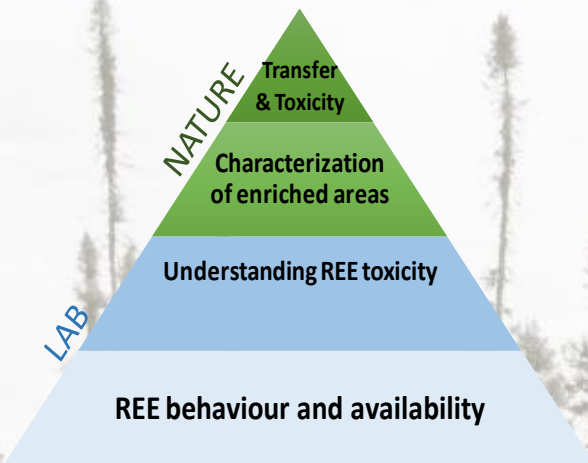 NATURE
Transfer
& Toxicity
Characterization
of enriched areas
LAB
Understanding REE toxicity
REE behaviour and availability